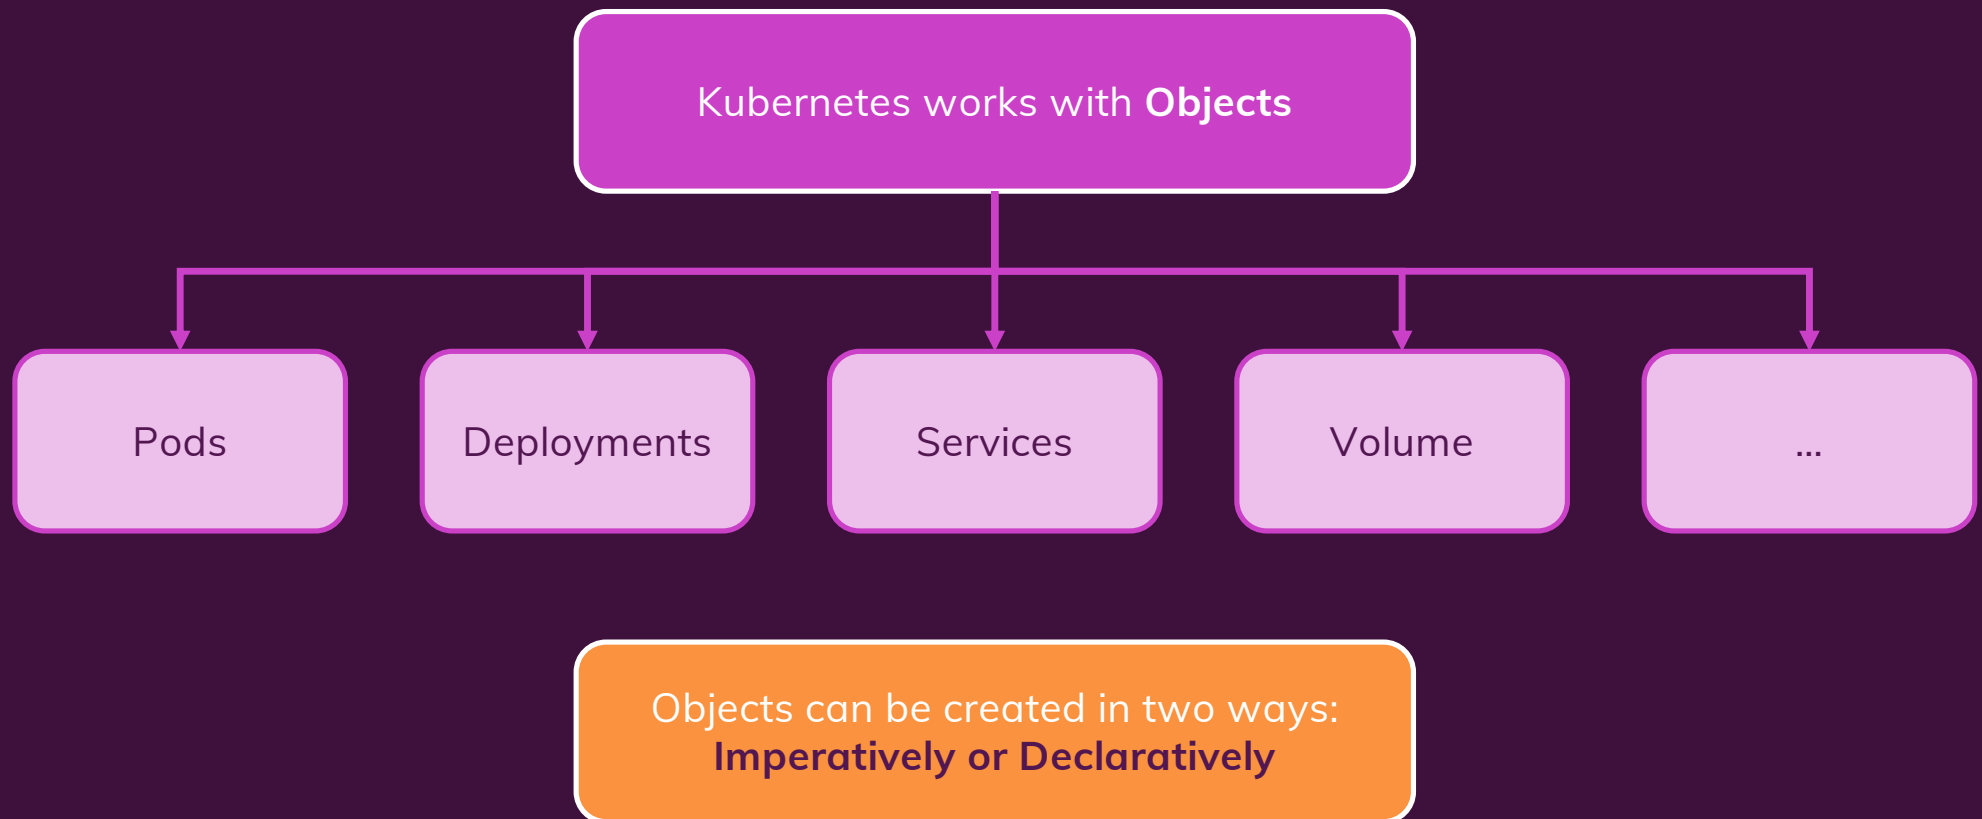 Kubernetes works with Objects
Pods
Deployments
Services
Volume
...
Objects can be created in two ways:
Imperatively or Declaratively